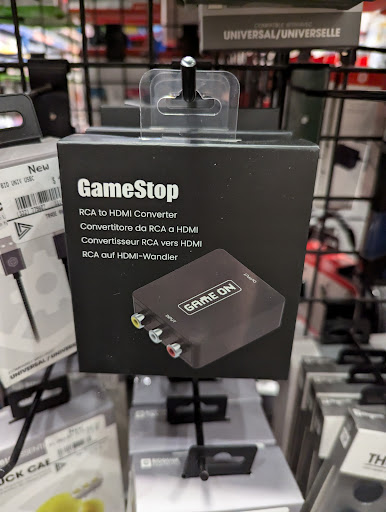 UNIVERSAL/UNIVERSELLE
New
GameStop
RCA to HDMI Converter
Convertitore da RCA a HDMI
Convertisseur RCA vers HDMI
RCA auf HDMI-Wandler
GAME ON
UNIVERSAL/UNIVERSEL
TH